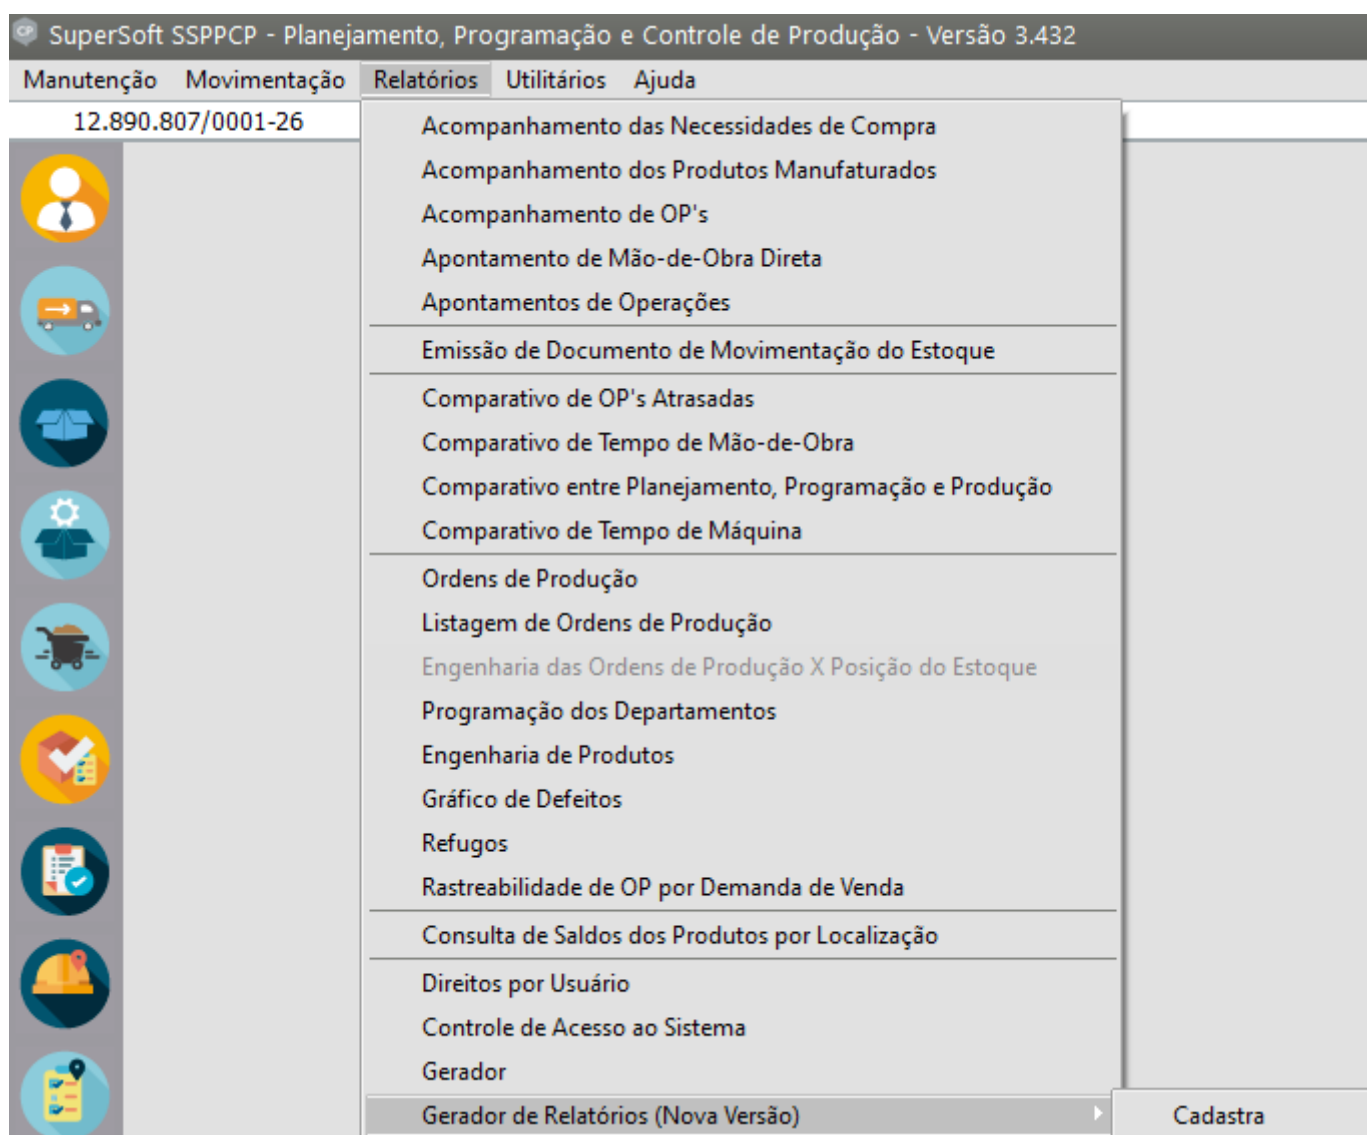 SuperSoft SSPPCP - Planejamento, Programação e Controle de Produção - Versão 3.432
Manutenção Movimentação Relatórios Utilitários Ajuda
12.890.807/0001-26
Acompanhamento das Necessidades de Compra
Acompanhamento dos Produtos Manufaturados
Acompanhamento de OP's
Apontamento de Mão-de-Obra Direta
Apontamentos de Operações
Emissão de Documento de Movimentação do Estoque
Comparativo de OP's Atrasadas
Comparativo de Tempo de Mão-de-Obra
Comparativo entre Planejamento, Programação e Produção
Comparativo de Tempo de Máquina
Ordens de Produção
Listagem de Ordens de Produção
Engenharia das Ordens de Produção X Posição do Estoque
Programação dos Departamentos
Engenharia de Produtos
Gráfico de Defeitos
Refugos
Rastreabilidade de OP por Demanda de Venda
Consulta de Saldos dos Produtos por Localização
Direitos por Usuário
Controle de Acesso ao Sistema
Gerador
Gerador de Relatórios (Nova Versão)
Cadastra